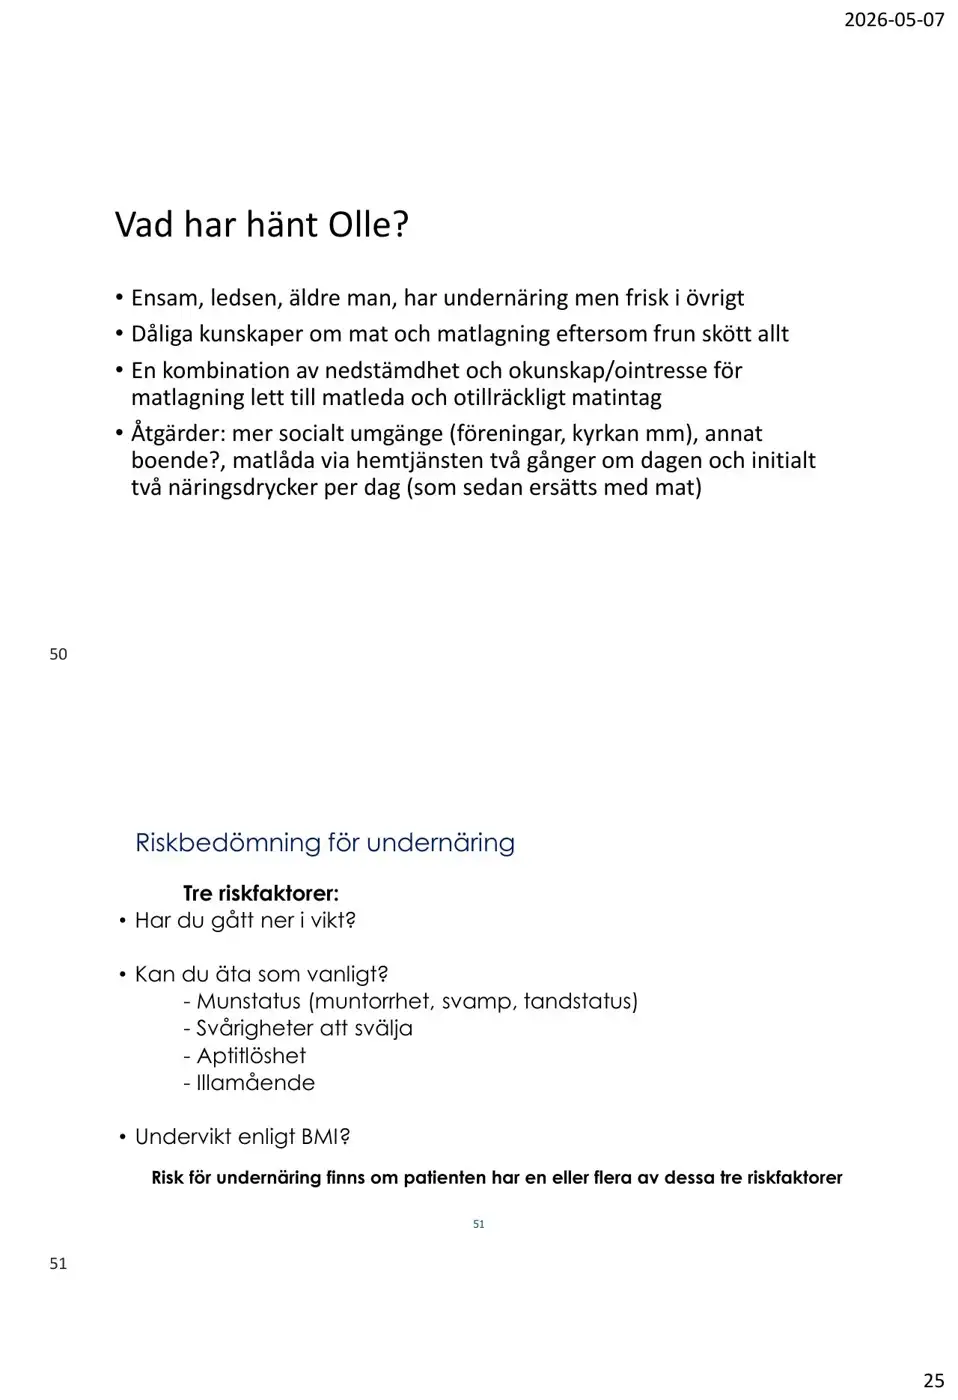 2026-05-07
Vad har hänt Olle?
• Ensam, ledsen, äldre man, har undernäring men frisk i övrigt
• Dåliga kunskaper om mat och matlagning eftersom frun skött allt
• En kombination av nedstämdhet och okunskap/ointresse för
matlagning lett till matleda och otillräckligt matintag
• Åtgärder: mer socialt umgänge (föreningar, kyrkan mm), annat
boende?, matlåda via hemtjänsten två gånger om dagen och initialt
två näringsdrycker per dag (som sedan ersätts med mat)
50
Riskbedömning för undernäring
Tre riskfaktorer:
• Har du gått ner i vikt?
• Kan du äta som vanligt?
- Munstatus (muntorrhet, svamp, tandstatus)
- Svårigheter att svälja
- Aptitlöshet
- Illamående
• Undervikt enligt BMI?
Risk för undernäring finns om patienten har en eller flera av dessa tre riskfaktorer
51
51
25